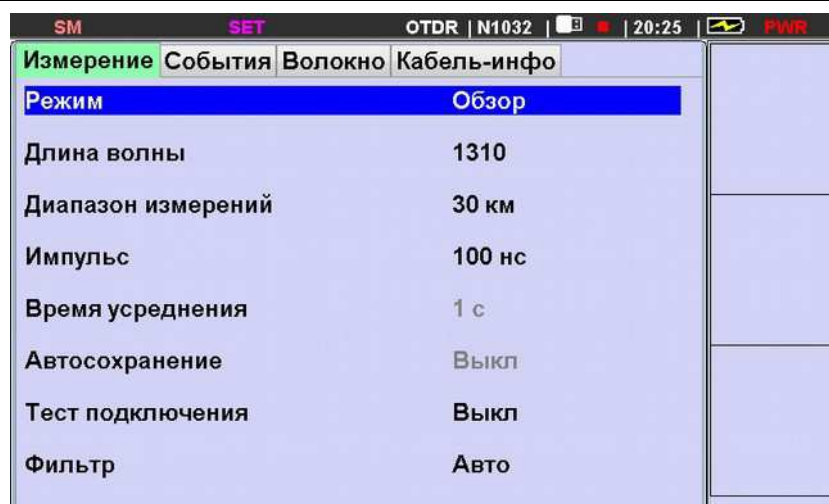 SM SET OTDR | N1032 | | 20:25 | PWR
Измерение События Волокно Кабель-инфо
Режим Обзор
Длина волны 1310
Диапазон измерений 30 км
Импульс 100 нс
Время усреднения 1 с
Автосохранение Выкл
Тест подключения Выкл
Фильтр Авто